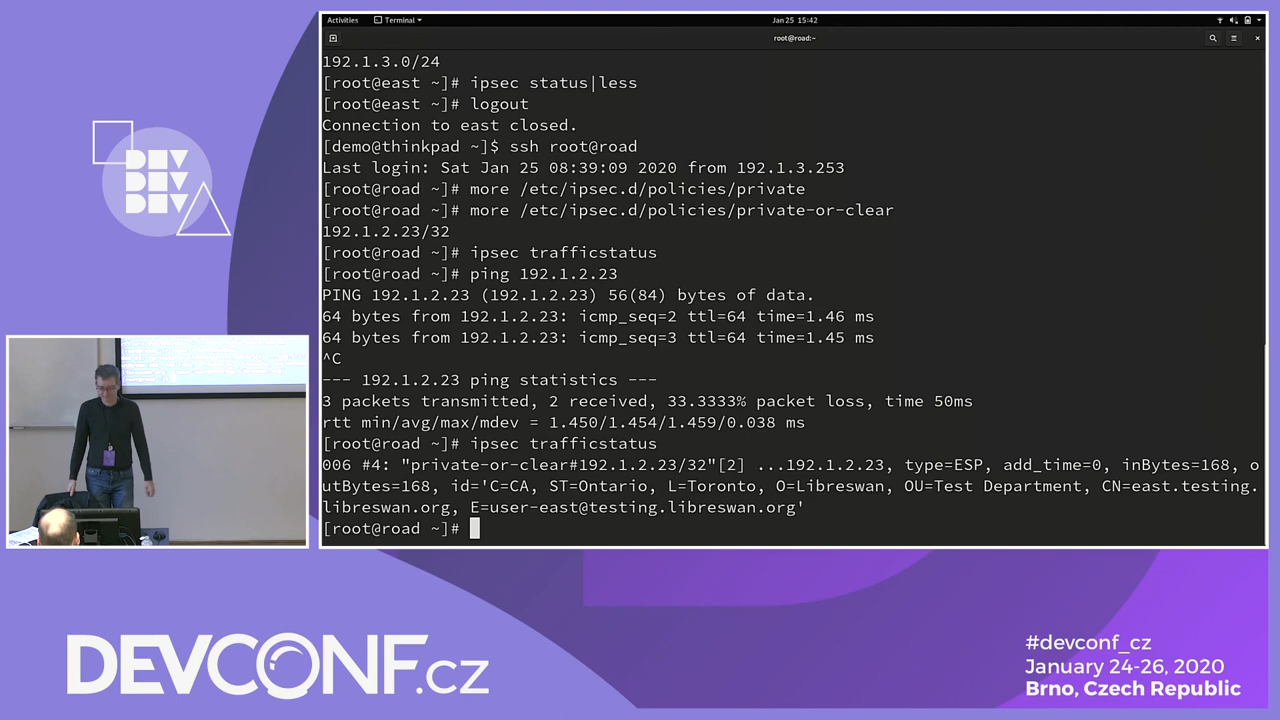 Activities Terminal Jan 25 15:42
root@road:~
192.1.3.0/24
[root@east ~]# ipsec status|less
[root@east ~]# logout
Connection to east closed.
[demo@thinkpad ~]$ ssh root@road
Last login: Sat Jan 25 08:39:09 2020 from 192.1.3.253
[root@road ~]# more /etc/ipsec.d/policies/private
[root@road ~]# more /etc/ipsec.d/policies/private-or-clear
192.1.2.23/32
[root@road ~]# ipsec trafficstatus
[root@road ~]# ping 192.1.2.23
PING 192.1.2.23 (192.1.2.23) 56(84) bytes of data.
64 bytes from 192.1.2.23: icmp_seq=2 ttl=64 time=1.46 ms
64 bytes from 192.1.2.23: icmp_seq=3 ttl=64 time=1.45 ms
^C
--- 192.1.2.23 ping statistics ---
3 packets transmitted, 2 received, 33.3333% packet loss, time 50ms
rtt min/avg/max/mdev = 1.450/1.454/1.459/0.038 ms
[root@road ~]# ipsec trafficstatus
006 #4: "private-or-clear#192.1.2.23/32"[2] ...192.1.2.23, type=ESP, add_time=0, inBytes=168, o
utBytes=168, id='C=CA, ST=Ontario, L=Toronto, O=Libreswan, OU=Test Department, CN=east.testing.
libreswan.org, E=user-east@testing.libreswan.org'
[root@road ~]#
DEV
DEV
DEV
DEVCONF.cz
#devconf_cz
January 24-26, 2020
Brno, Czech Republic